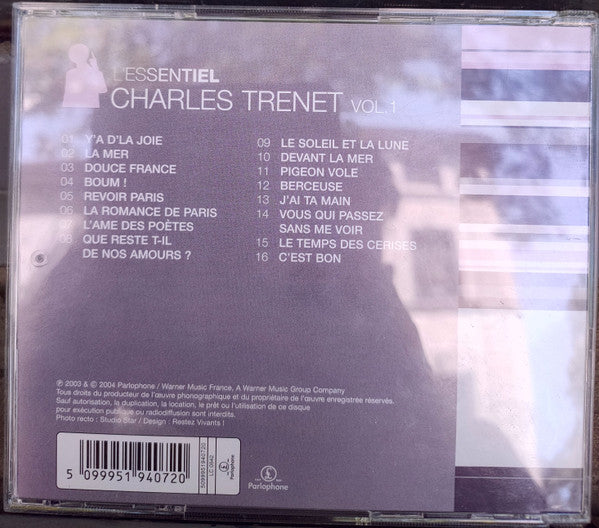 L'ESSENTIEL
CHARLES TRENET VOL.1
01 Y'A D'LA JOIE
02 LA MER
03 DOUCE FRANCE
04 BOUM !
05 REVOIR PARIS
06 LA ROMANCE DE PARIS
07 L'AME DES POÈTES
08 QUE RESTE T-IL
DE NOS AMOURS ?
09 LE SOLEIL ET LA LUNE
10 DEVANT LA MER
11 PIGEON VOLE
12 BERCEUSE
13 J'AI TA MAIN
14 VOUS QUI PASSEZ
SANS ME VOIR
15 LE TEMPS DES CERISES
16 C'EST BON
℗ 2003 & © 2004 Parlophone / Warner Music France, A Warner Music Group Company
Tous droits du producteur de l'œuvre phonographique et du propriétaire de l'œuvre enregistrée réservés.
Sauf autorisation, la duplication, la location, le prêt ou l'utilisation de ce disque
pour exécution publique ou radiodiffusion sont interdits.
Photo recto : Studio Star / Design : Restez Vivants !
5 099951 940720
5099951940720
LC 0542
Parlophone
Parlophone